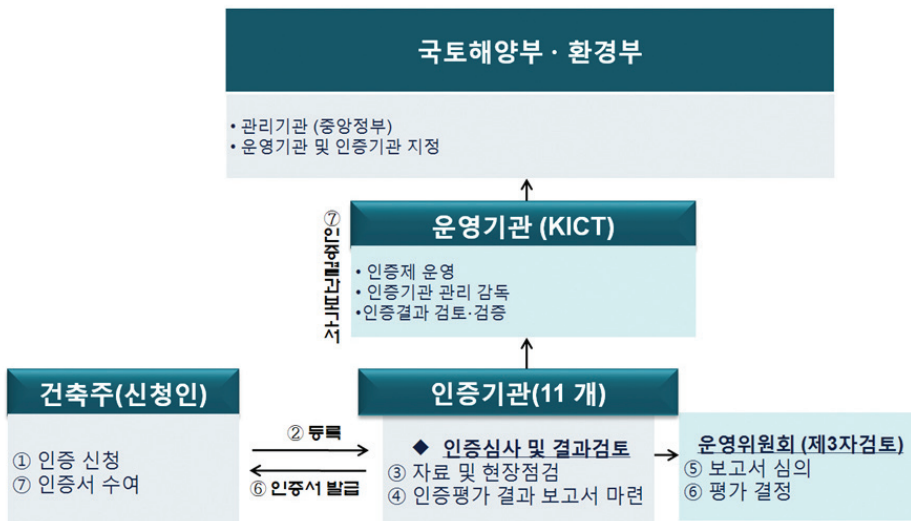 국토해양부 · 환경부
• 관리기관 (중앙정부)
• 운영기관 및 인증기관 지정
⑦ 인증결과보고서
운영기관 (KICT)
• 인증제 운영
• 인증기관 관리 감독
•인증결과 검토·검증
건축주(신청인)
① 인증 신청
⑦ 인증서 수여
② 등록
⑥ 인증서 발급
인증기관(11 개)
◆ 인증심사 및 결과검토
③ 자료 및 현장점검
④ 인증평가 결과 보고서 마련
운영위원회 (제3자검토)
⑤ 보고서 심의
⑥ 평가 결정